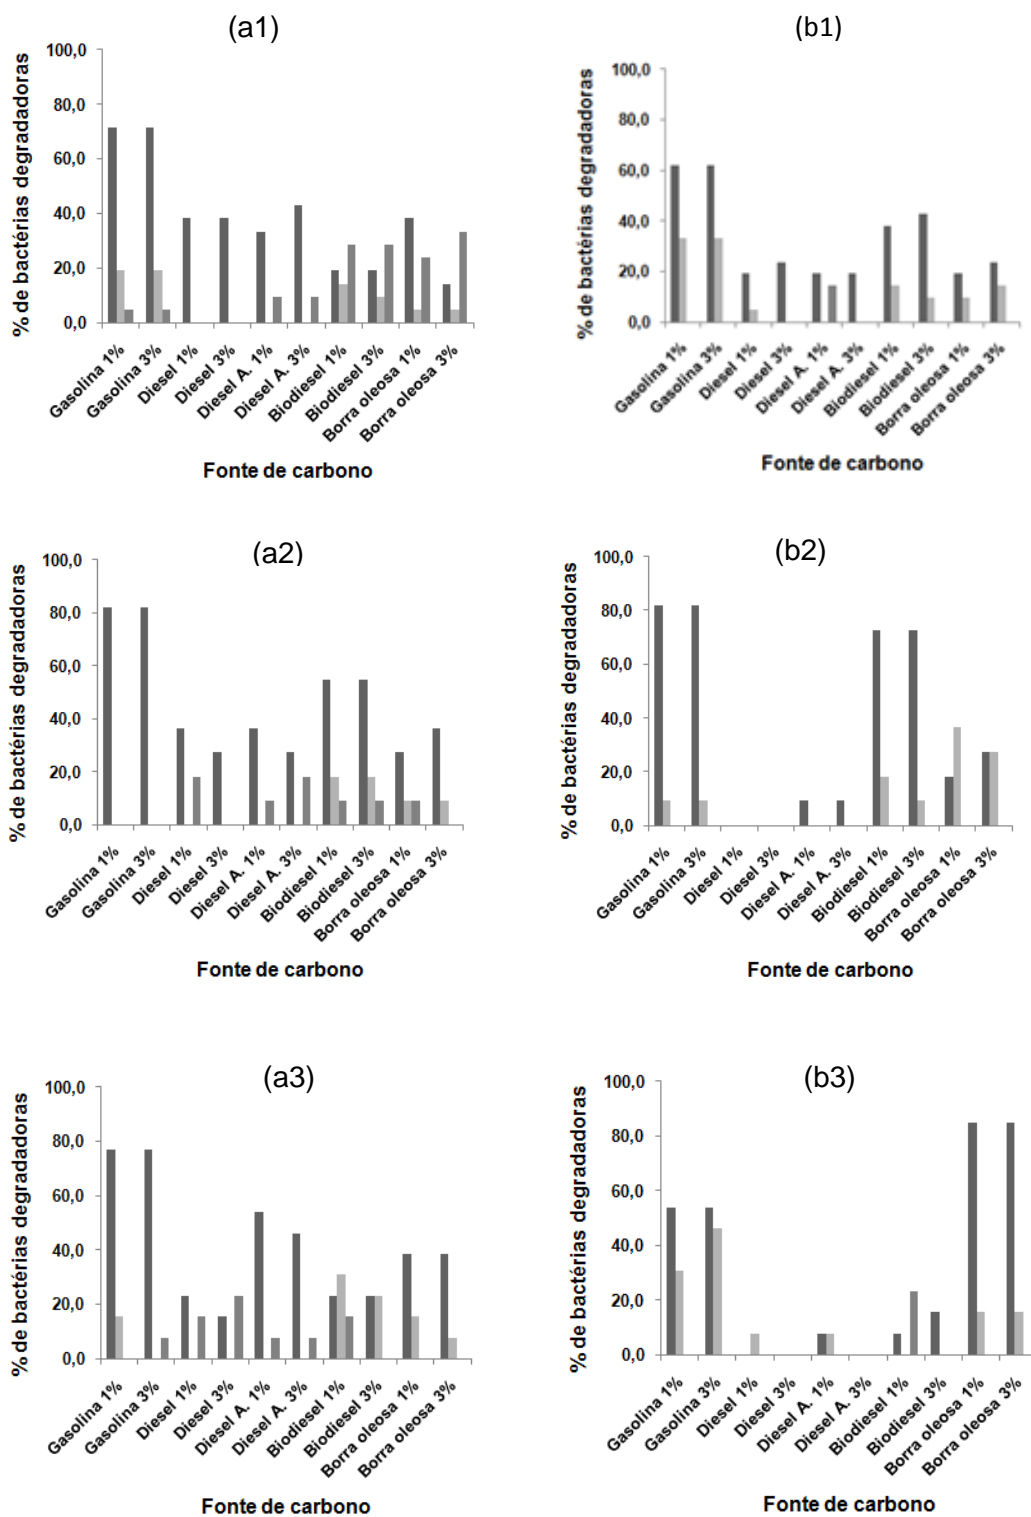 (a1)
% de bactérias degradadoras
100,0
80,0
60,0
40,0
20,0
0,0
Gasolina 1%
Gasolina 3%
Diesel 1%
Diesel 3%
Diesel A. 1%
Diesel A. 3%
Biodiesel 1%
Biodiesel 3%
Borra oleosa 1%
Borra oleosa 3%
Fonte de carbono
(b1)
% de bactérias degradadoras
100,0
80,0
60,0
40,0
20,0
0,0
Gasolina 1%
Gasolina 3%
Diesel 1%
Diesel 3%
Diesel A. 1%
Diesel A. 3%
Biodiesel 1%
Biodiesel 3%
Borra oleosa 1%
Borra oleosa 3%
Fonte de carbono
(a2)
% de bactérias degradadoras
100,0
80,0
60,0
40,0
20,0
0,0
Gasolina 1%
Gasolina 3%
Diesel 1%
Diesel 3%
Diesel A. 1%
Diesel A. 3%
Biodiesel 1%
Biodiesel 3%
Borra oleosa 1%
Borra oleosa 3%
Fonte de carbono
(b2)
% de bactérias degradadoras
100,0
80,0
60,0
40,0
20,0
0,0
Gasolina 1%
Gasolina 3%
Diesel 1%
Diesel 3%
Diesel A. 1%
Diesel A. 3%
Biodiesel 1%
Biodiesel 3%
Borra oleosa 1%
Borra oleosa 3%
Fonte de carbono
(a3)
% de bactérias degradadoras
100,0
80,0
60,0
40,0
20,0
0,0
Gasolina 1%
Gasolina 3%
Diesel 1%
Diesel 3%
Diesel A. 1%
Diesel A. 3%
Biodiesel 1%
Biodiesel 3%
Borra oleosa 1%
Borra oleosa 3%
Fonte de carbono
(b3)
% de bactérias degradadoras
100,0
80,0
60,0
40,0
20,0
0,0
Gasolina 1%
Gasolina 3%
Diesel 1%
Diesel 3%
Diesel A. 1%
Diesel A. 3%
Biodiesel 1%
Biodiesel 3%
Borra oleosa 1%
Borra oleosa 3%
Fonte de carbono